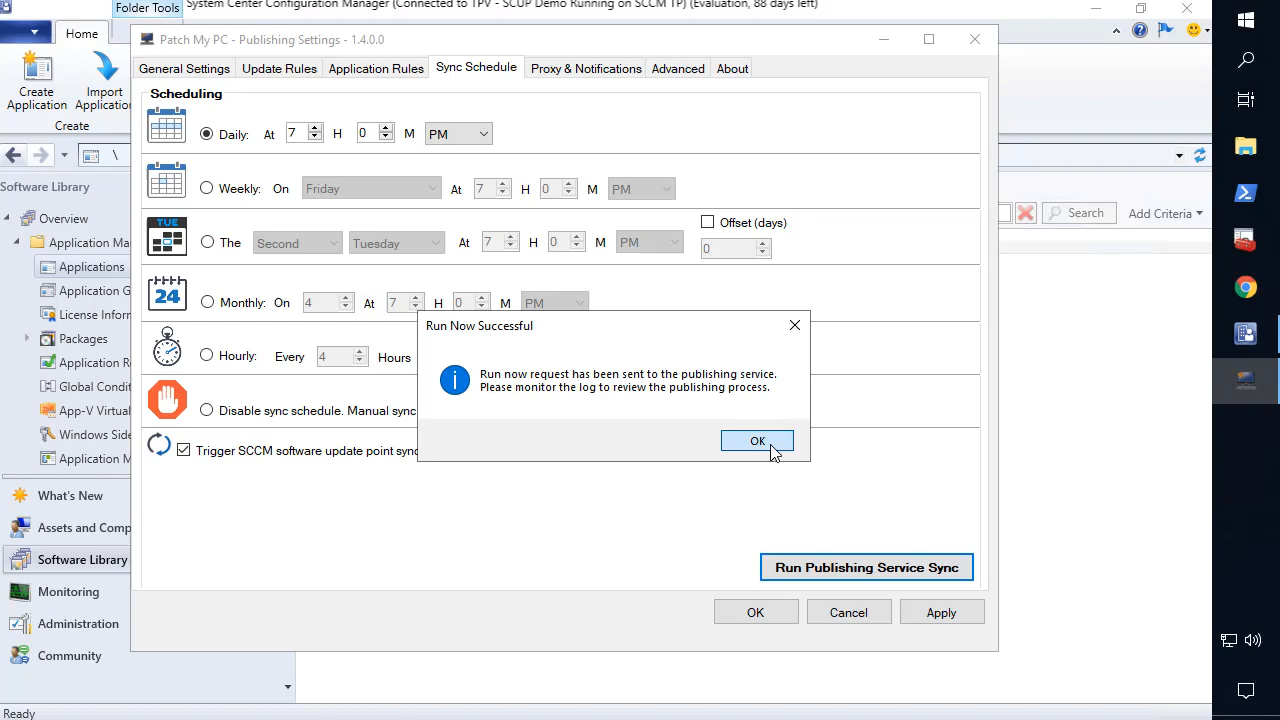 Folder Tools
System Center Configuration Manager (Connected to TPV - SCUP Demo Running on SCCM TP) (Evaluation, 88 days left)
Home
Create
Application
Import
Application
Create
\
Search
Add Criteria
Software Library
Overview
Application Ma
Applications
Application G
License Inforr
Packages
Application R
Global Condit
App-V Virtual
Windows Side
Application M
What's New
Assets and Comp
Software Library
Monitoring
Administration
Community
Ready
Patch My PC - Publishing Settings - 1.4.0.0
General Settings
Update Rules
Application Rules
Sync Schedule
Proxy & Notifications
Advanced
About
Scheduling
Daily: At 7 H 0 M PM
Weekly: On Friday At 7 H 0 M PM
TUE
The Second Tuesday At 7 H 0 M PM
Offset (days)
0
24
Monthly: On 4 At 7 H 0 M PM
Hourly: Every 4 Hours
Disable sync schedule. Manual sync
Trigger SCCM software update point sync
Run Now Successful
i
Run now request has been sent to the publishing service.
Please monitor the log to review the publishing process.
OK
Run Publishing Service Sync
OK
Cancel
Apply